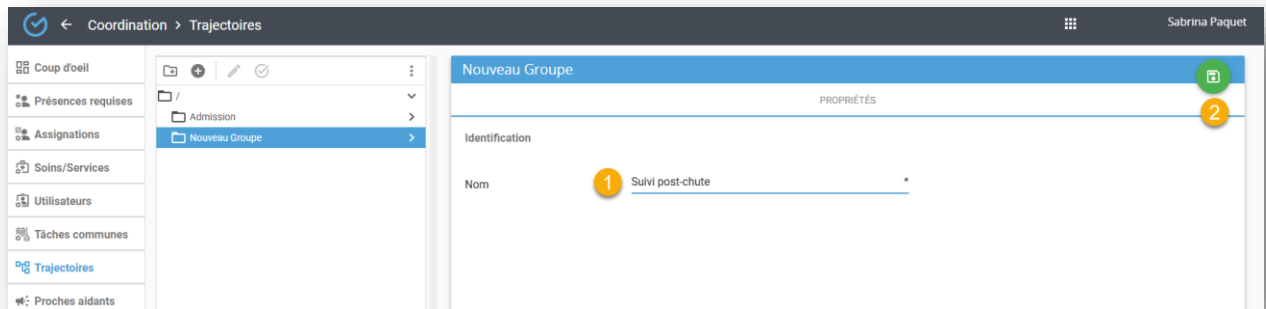 Coordination > Trajectoires
Sabrina Paquet
Coup d'oeil
Présences requises
Assignations
Soins/Services
Utilisateurs
Tâches communes
Trajectoires
Proches aidants
/
Admission
Nouveau Groupe
Nouveau Groupe
PROPRIÉTÉS
2
Identification
Nom
1
Suivi post-chute *